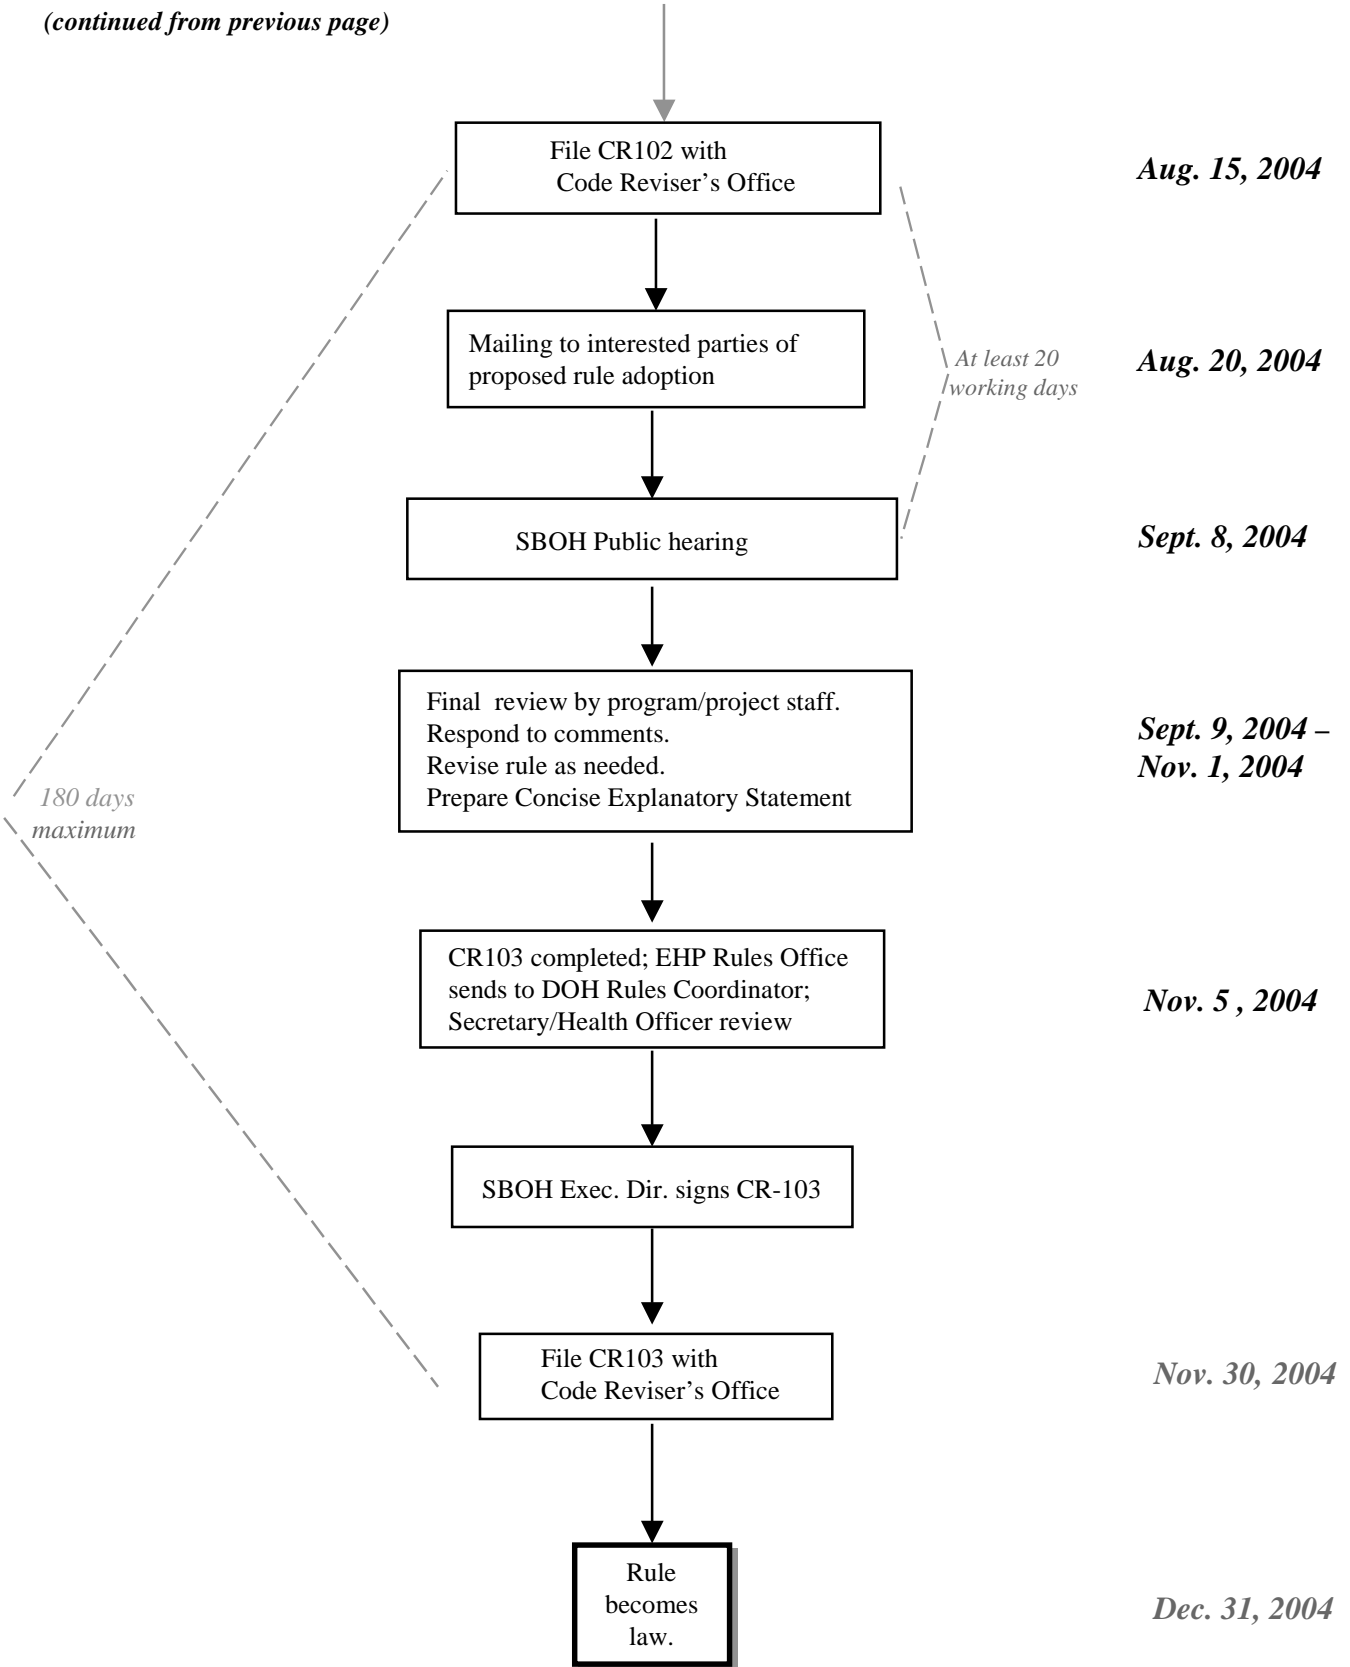 (continued from previous page)
File CR102 with
Code Reviser’s Office
Aug. 15, 2004
Mailing to interested parties of
proposed rule adoption
At least 20
working days
Aug. 20, 2004
SBOH Public hearing
Sept. 8, 2004
Final review by program/project staff.
Respond to comments.
Revise rule as needed.
Prepare Concise Explanatory Statement
Sept. 9, 2004 –
Nov. 1, 2004
180 days
maximum
CR103 completed; EHP Rules Office
sends to DOH Rules Coordinator;
Secretary/Health Officer review
Nov. 5 , 2004
SBOH Exec. Dir. signs CR-103
File CR103 with
Code Reviser’s Office
Nov. 30, 2004
Rule
becomes
law.
Dec. 31, 2004